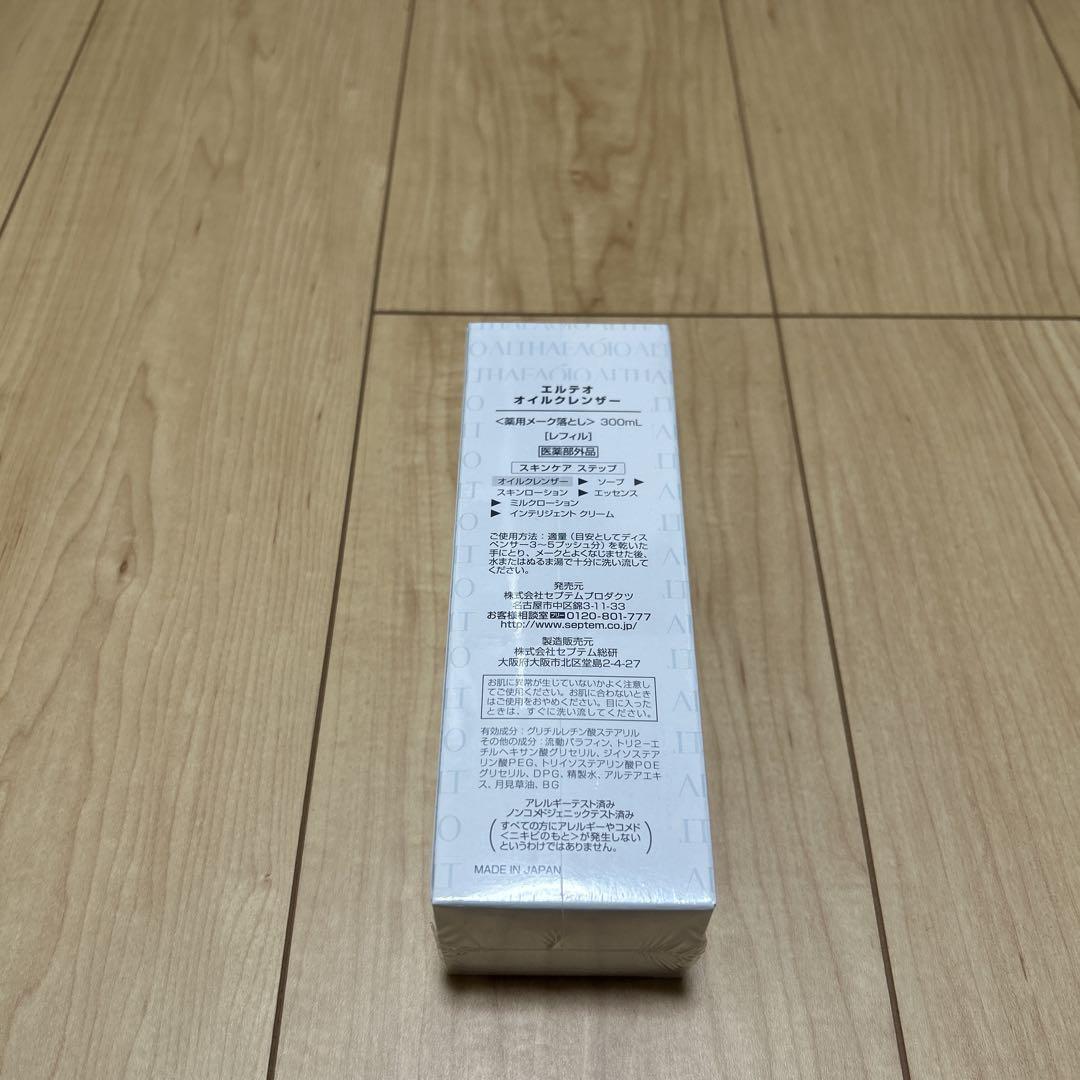 O ALTHAEAOIO AL
THAEAOIO ALTHA
エルテオ
オイルクレンザー
<薬用メーク落とし> 300mL
[レフィル]
医薬部外品
スキンケア ステップ
オイルクレンザー ▶ ソープ ▶
スキンローション ▶ エッセンス
▶ ミルクローション
▶ インテリジェント クリーム
ご使用方法:適量(目安としてディス
ペンサー3〜5プッシュ分)を乾いた
手にとり、メークとよくなじませた後、
水またはぬるま湯で十分に洗い流して
ください。
発売元
株式会社セプテムプロダクツ
名古屋市中区錦3-11-33
お客様相談室 0120-801-777
http://www.septem.co.jp/
製造販売元
株式会社セプテム総研
大阪府大阪市北区堂島2-4-27
お肌に異常が生じていないかよく注意し
てご使用ください。お肌に合わないとき
はご使用をおやめください。目に入った
ときは、すぐに洗い流してください。
有効成分:グリチルレチン酸ステアリル
その他の成分:流動パラフィン、トリ2-エ
チルヘキサン酸グリセリル、ジイソステア
リン酸PEG、トリイソステアリン酸POE
グリセリル、DPG、精製水、アルテアエキ
ス、月見草油、BG
アレルギーテスト済み
ノンコメドジェニックテスト済み
(すべての方にアレルギーやコメド
<ニキビのもと>が発生しない
というわけではありません。)
MADE IN JAPAN